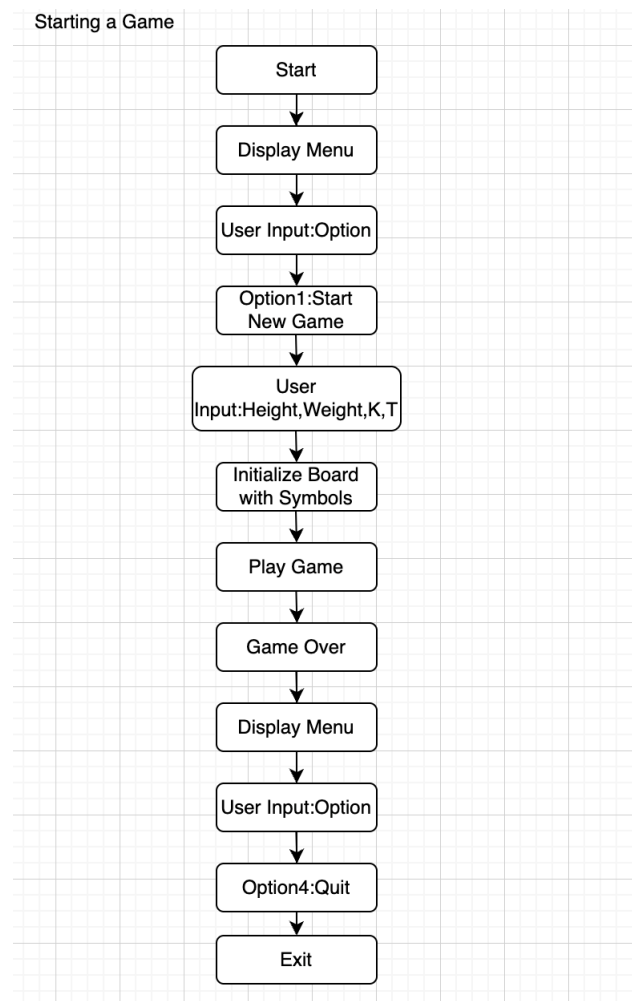 Starting a Game
Start
Display Menu
User Input:Option
Option1:Start
New Game
User
Input:Height,Weight,K,T
Initialize Board
with Symbols
Play Game
Game Over
Display Menu
User Input:Option
Option4:Quit
Exit